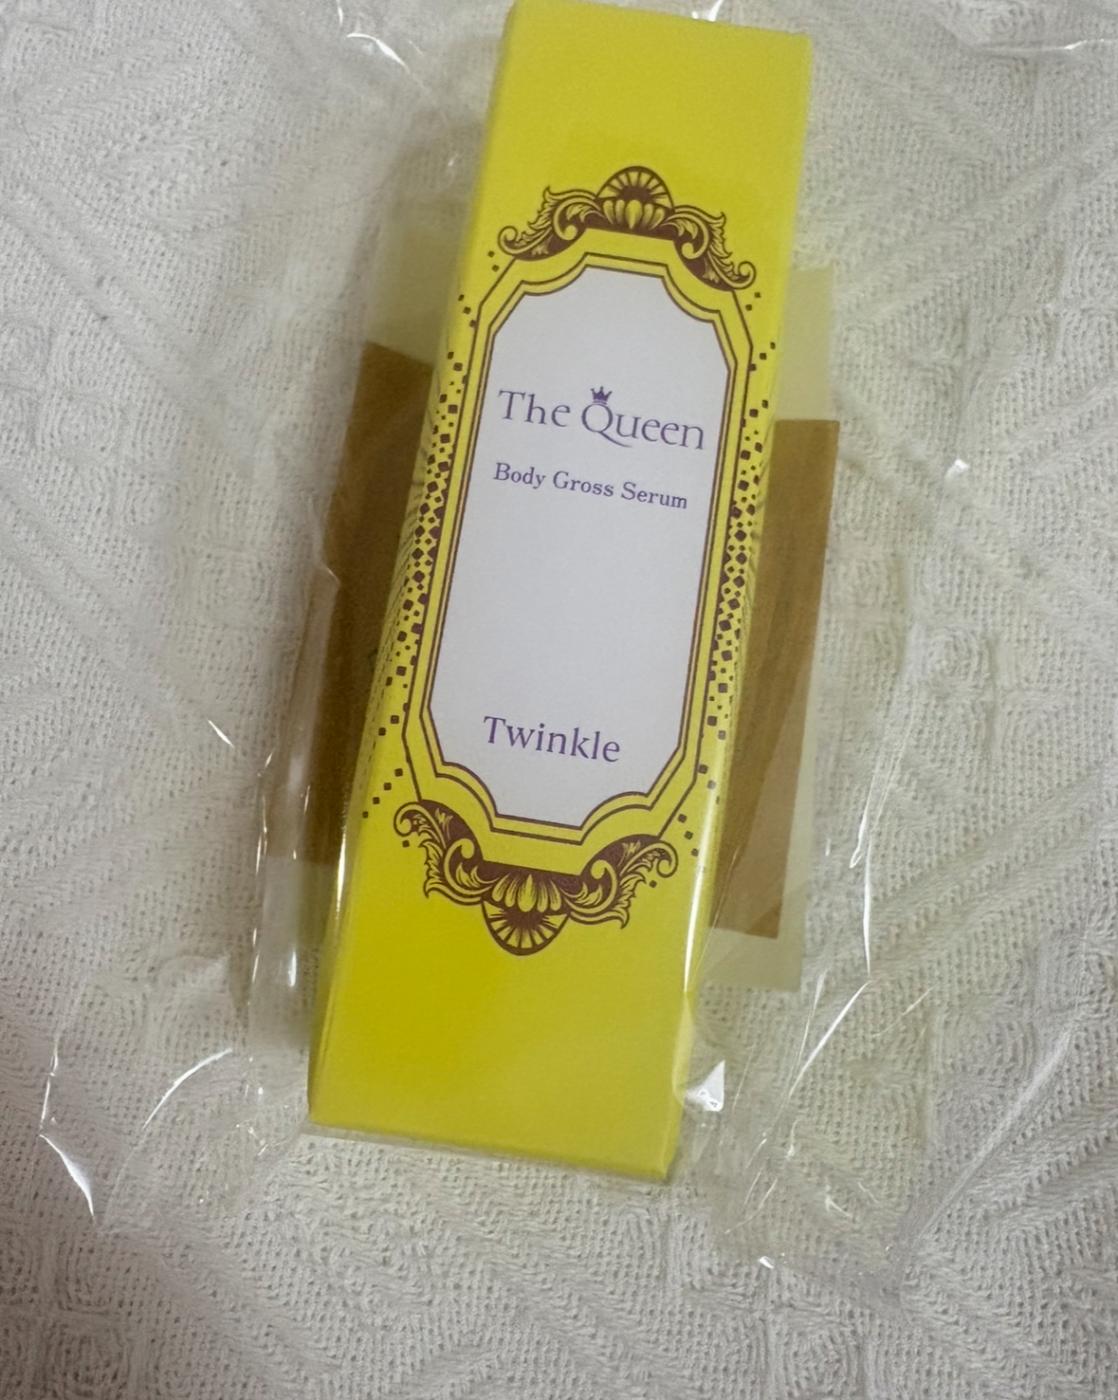 The Queen
Body Gross Serum
Twinkle